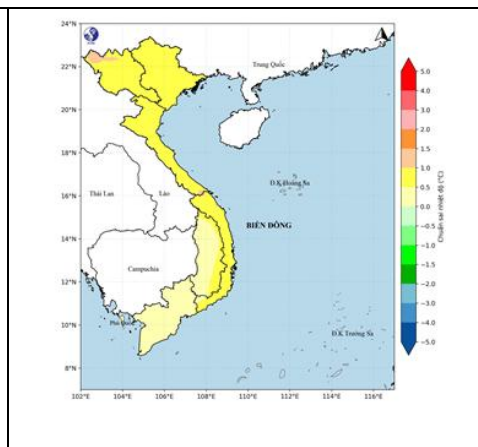 24°N
22°N
20°N
18°N
16°N
14°N
12°N
10°N
8°N
102°E
104°E
106°E
108°E
110°E
112°E
114°E
116°E
Trung Quốc
Thái Lan
Lào
Đ.K.Hoàng Sa
BIỂN ĐÔNG
Campuchia
Phú Quốc
Đ.K.Trường Sa
5.0
4.0
3.0
2.0
1.5
1.0
0.5
0.0
−0.5
−1.0
−1.5
−2.0
−3.0
−4.0
−5.0
Chuẩn sai nhiệt độ (°C)